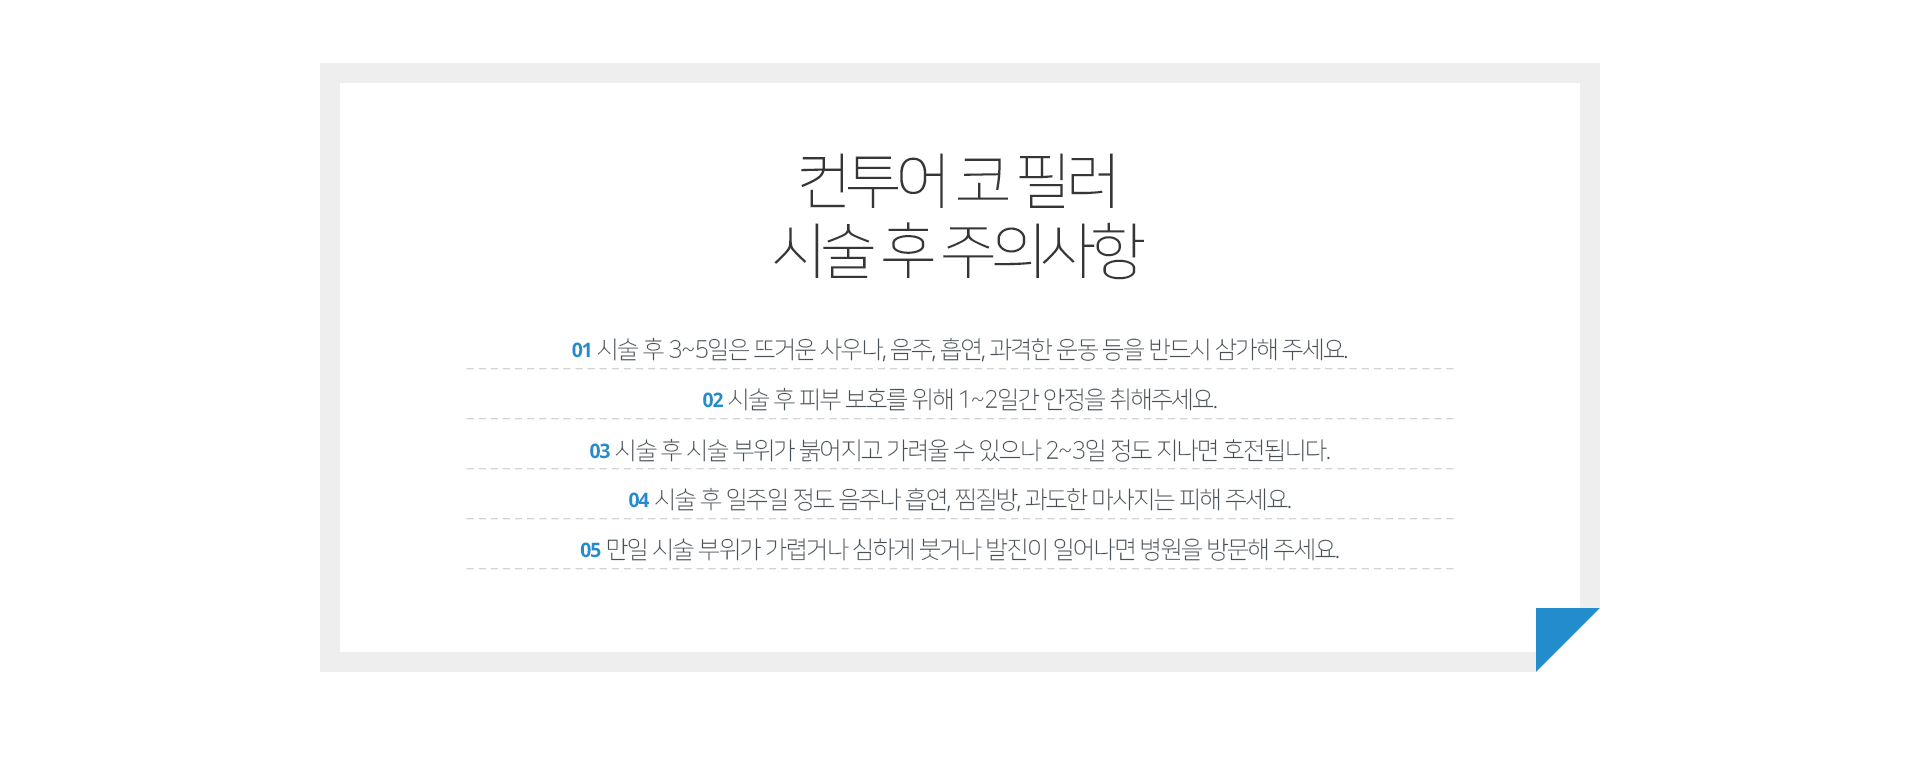 컨투어 코 필러
시술 후 주의사항
01 시술 후 3~5일은 뜨거운 사우나, 음주, 흡연, 과격한 운동 등을 반드시 삼가해 주세요.
02 시술 후 피부 보호를 위해 1~2일간 안정을 취해주세요.
03 시술 후 시술 부위가 붉어지고 가려울 수 있으나 2~3일 정도 지나면 호전됩니다.
04 시술 후 일주일 정도 음주나 흡연, 찜질방, 과도한 마사지는 피해 주세요.
05 만일 시술 부위가 가렵거나 심하게 붓거나 발진이 일어나면 병원을 방문해 주세요.